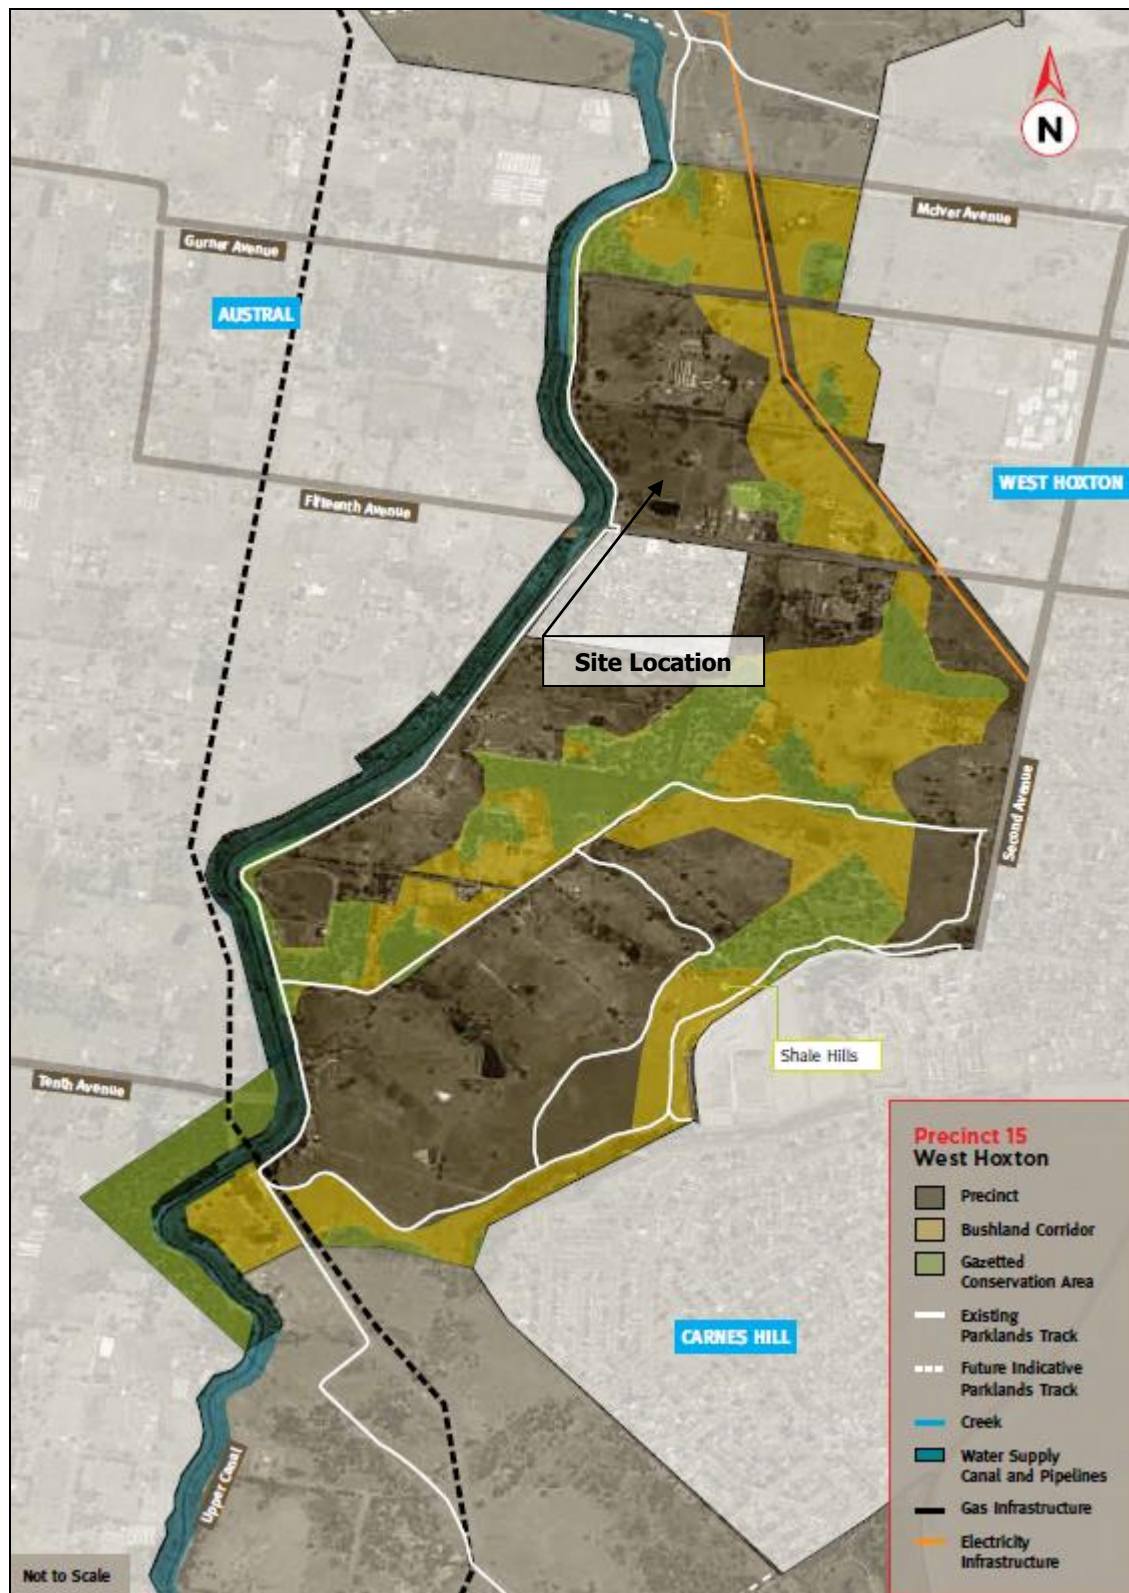 N
McIver Avenue
Gurner Avenue
AUSTRAL
WEST HOXTON
Fifteenth Avenue
Site Location
Second Avenue
Shale Hills
Tenth Avenue
CARNES HILL
Upper Canal
Not to Scale
Precinct 15
West Hoxton
Precinct
Bushland Corridor
Gazetted
Conservation Area
Existing
Parklands Track
Future Indicative
Parklands Track
Creek
Water Supply
Canal and Pipelines
Gas Infrastructure
Electricity
Infrastructure